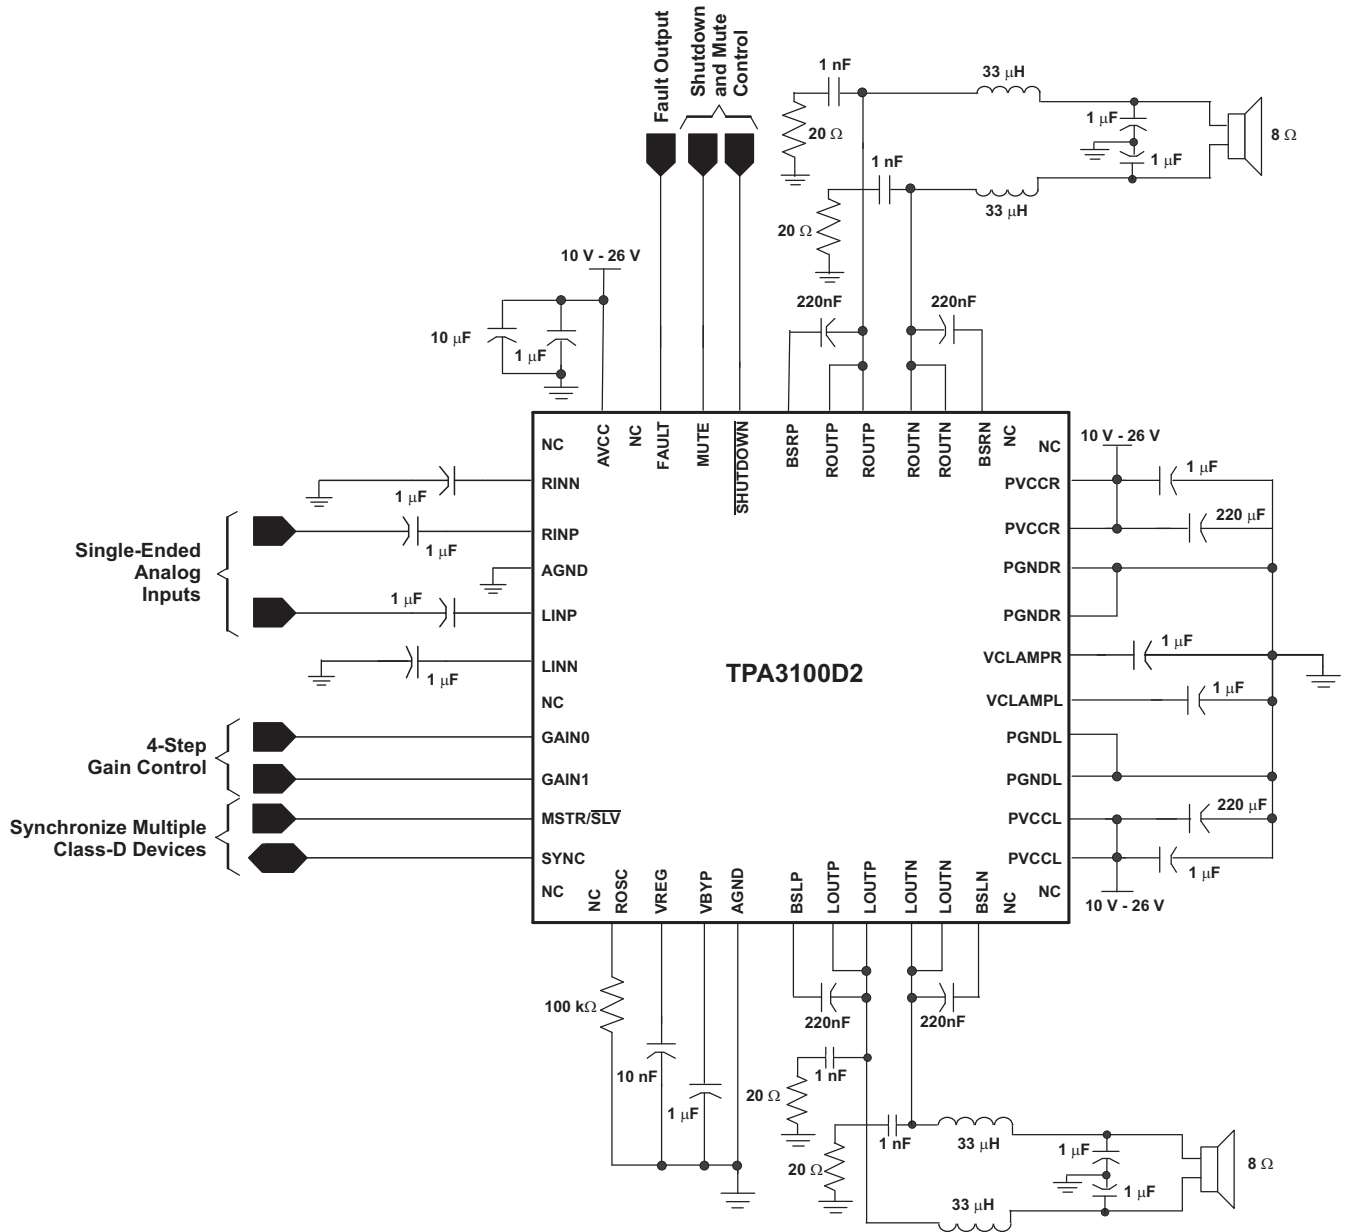 Fault Output
Shutdown
and Mute
Control
1 nF
33 μH
20 Ω
1 μF
8 Ω
1 nF
1 μF
20 Ω
33 μH
10 V - 26 V
220nF
220nF
10 μF
1 μF
NC
AVCC
NC
FAULT
MUTE
SHUTDOWN
BSRP
ROUTP
ROUTP
ROUTN
ROUTN
BSRN
NC
NC
10 V - 26 V
1 μF
RINN
PVCCR
1 μF
220 μF
Single-Ended
Analog
Inputs
RINP
PVCCR
1 μF
AGND
PGNDR
1 μF
LINP
PGNDR
1 μF
LINN
VCLAMPR
1 μF
TPA3100D2
1 μF
NC
VCLAMPL
4-Step
Gain Control
GAIN0
PGNDL
GAIN1
PGNDL
Synchronize Multiple
Class-D Devices
MSTR/SLV
PVCCL
220 μF
SYNC
PVCCL
1 μF
NC
NC
ROSC
VREG
VBYP
AGND
BSLP
LOUTP
LOUTP
LOUTN
LOUTN
BSLN
NC
NC
10 V - 26 V
100 kΩ
220nF
220nF
10 nF
1 nF
1 μF
20 Ω
1 nF
33 μH
1 μF
8 Ω
20 Ω
1 μF
33 μH